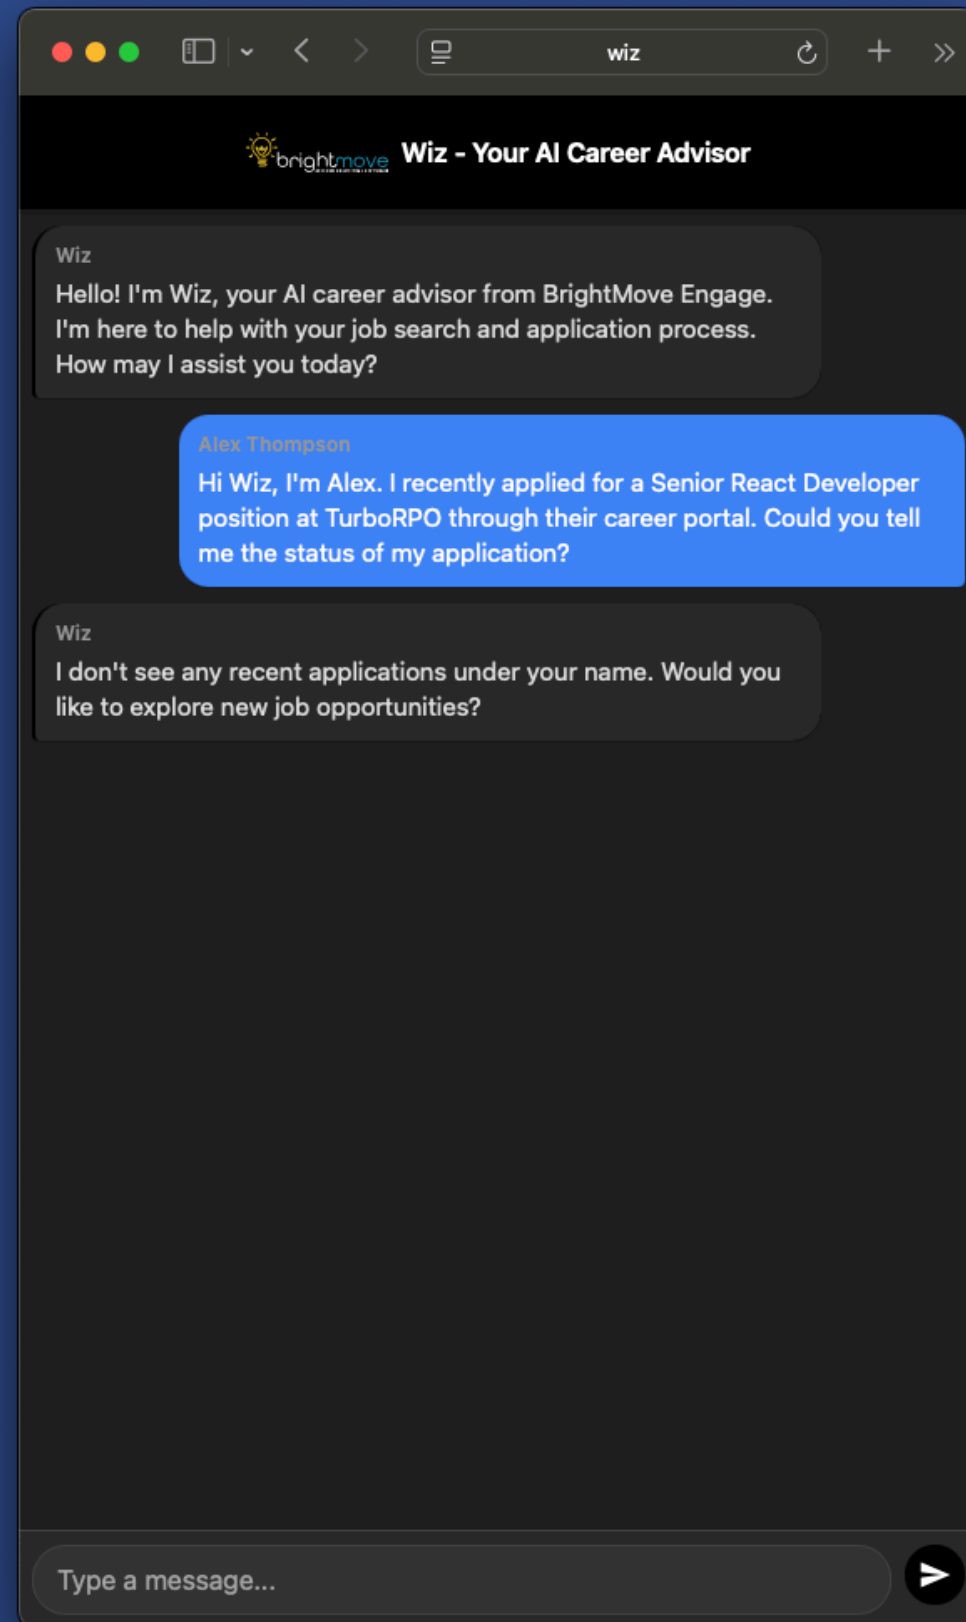 wiz
brightmove
Wiz - Your AI Career Advisor
Wiz
Hello! I'm Wiz, your AI career advisor from BrightMove Engage.
I'm here to help with your job search and application process.
How may I assist you today?
Alex Thompson
Hi Wiz, I'm Alex. I recently applied for a Senior React Developer
position at TurboRPO through their career portal. Could you tell
me the status of my application?
Wiz
I don't see any recent applications under your name. Would you
like to explore new job opportunities?
Type a message...